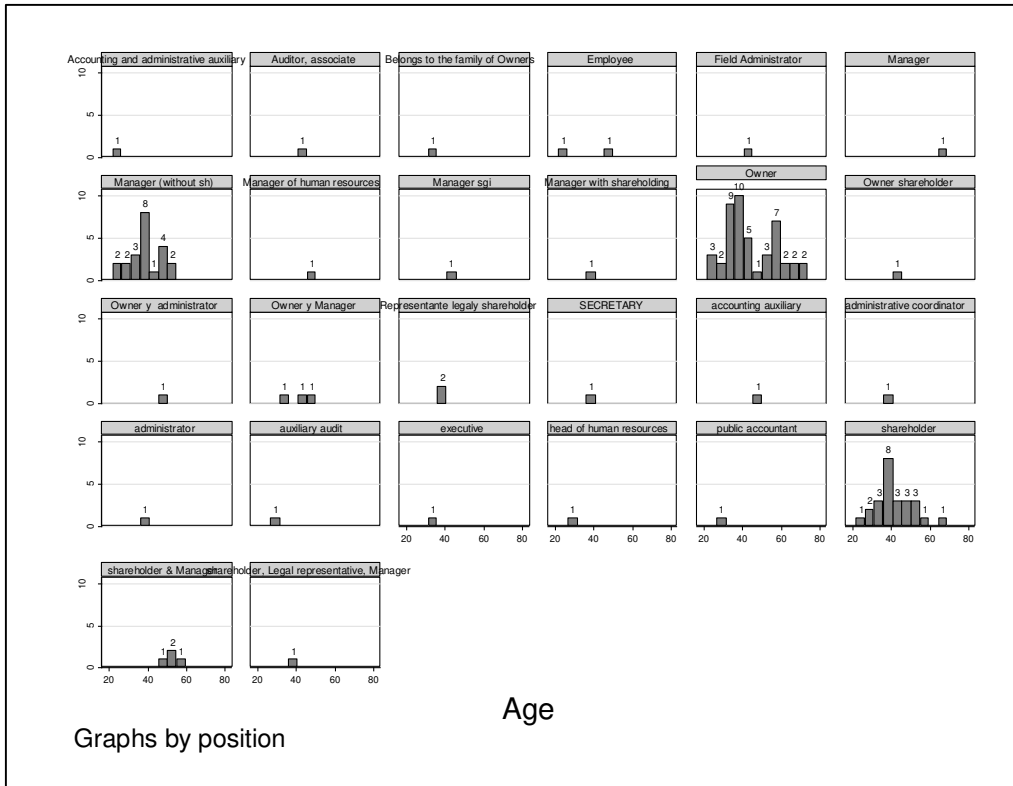 Accounting and administrative auxiliary Auditor, associate Belongs to the family of Owners Employee Field Administrator Manager
10
5
0
1 1 1 1 1 1 1
Manager (without sh) Manager of human resources Manager sgi Manager with shareholding Owner Owner shareholder
10
5
0
2 2 3 8 1 4 2 1 1 1 3 2 9 10 5 1 3 7 2 2 2 1
Owner y administrator Owner y Manager Representante legaly shareholder SECRETARY accounting auxiliary administrative coordinator
10
5
0
1 1 1 1 2 1 1 1
administrator auxiliary audit executive head of human resources public accountant shareholder
10
5
0
1 1 1 1 1 1 2 3 8 3 3 3 1 1
20 40 60 80 20 40 60 80 20 40 60 80 20 40 60 80
shareholder & Manager shareholder, Legal representative, Manager
10
5
0
1 2 1 1
20 40 60 80 20 40 60 80
Age
Graphs by position